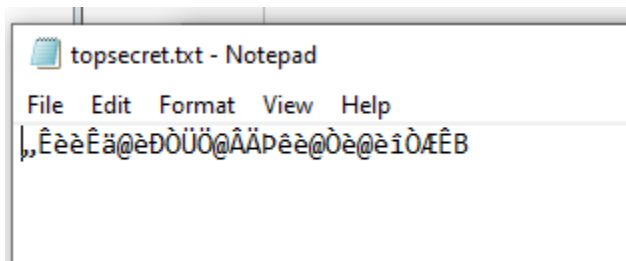 topsecret.txt - Notepad
File Edit Format View Help
„ÊèèÊä@èÐÒÜÖ@ÂÄÞêè@Òè@èîÒÆÊB